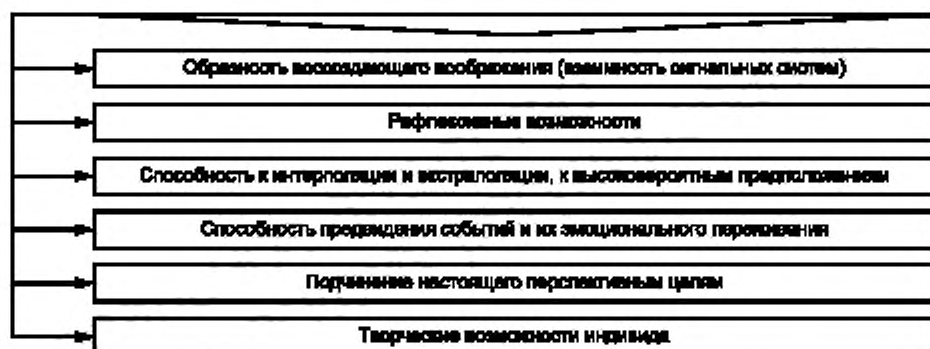 Образность воссоздающего воображения (взаимность сигнальных систем)
Рефлексивные возможности
Способность к интерполяции и экстраполяции, к высоковероятным предположениям
Способность предвидения событий и их эмоционального переживания
Подчинение настоящего перспективным целям
Творческие возможности индивида